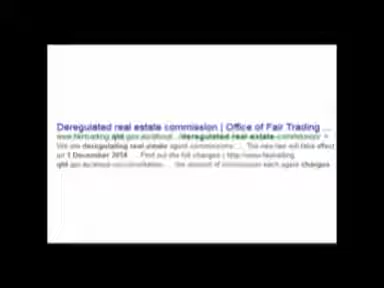 Deregulated real estate commission | Office of Fair Trading ...
www.fairtrading.qld.gov.au/about.../deregulated-real-estate-commission/
We are deregulating real estate agent commissions. ... The new law will take effect
on 1 December 2014. ... Find out the full changes | http://www.fairtrading.
qld.gov.au/ ... the amount of commission each agent charges